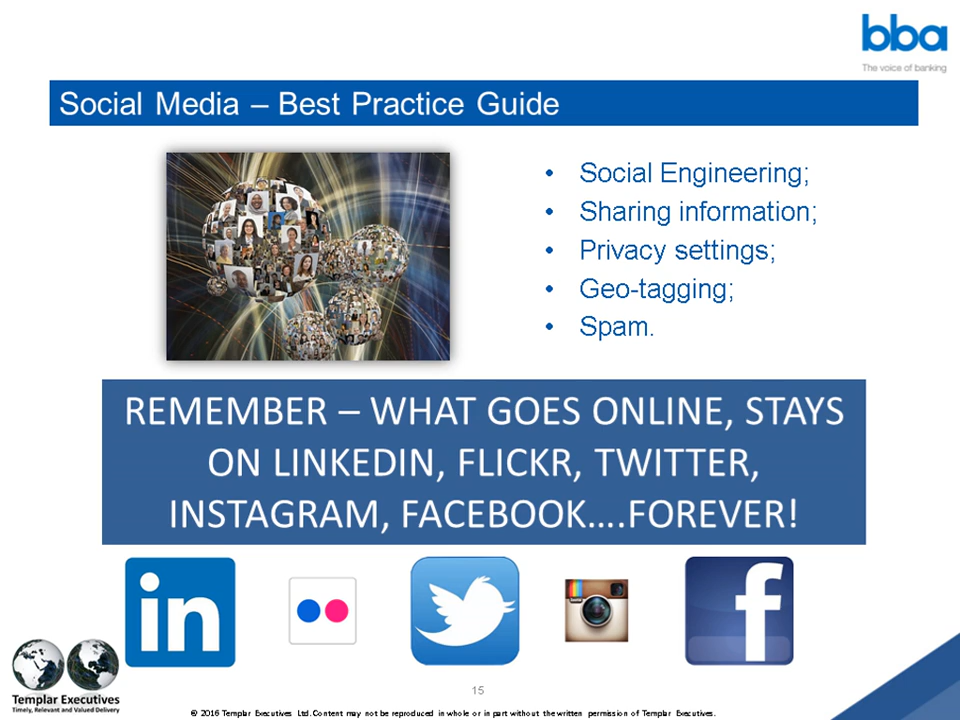 bba
The voice of banking
Social Media – Best Practice Guide
• Social Engineering;
• Sharing information;
• Privacy settings;
• Geo-tagging;
• Spam.
REMEMBER – WHAT GOES ONLINE, STAYS
ON LINKEDIN, FLICKR, TWITTER,
INSTAGRAM, FACEBOOK….FOREVER!
in
f
Templar Executives
Timely, Relevant and Valued Delivery
15
© 2016 Templar Executives Ltd. Content may not be reproduced in whole or in part without the written permission of Templar Executives.